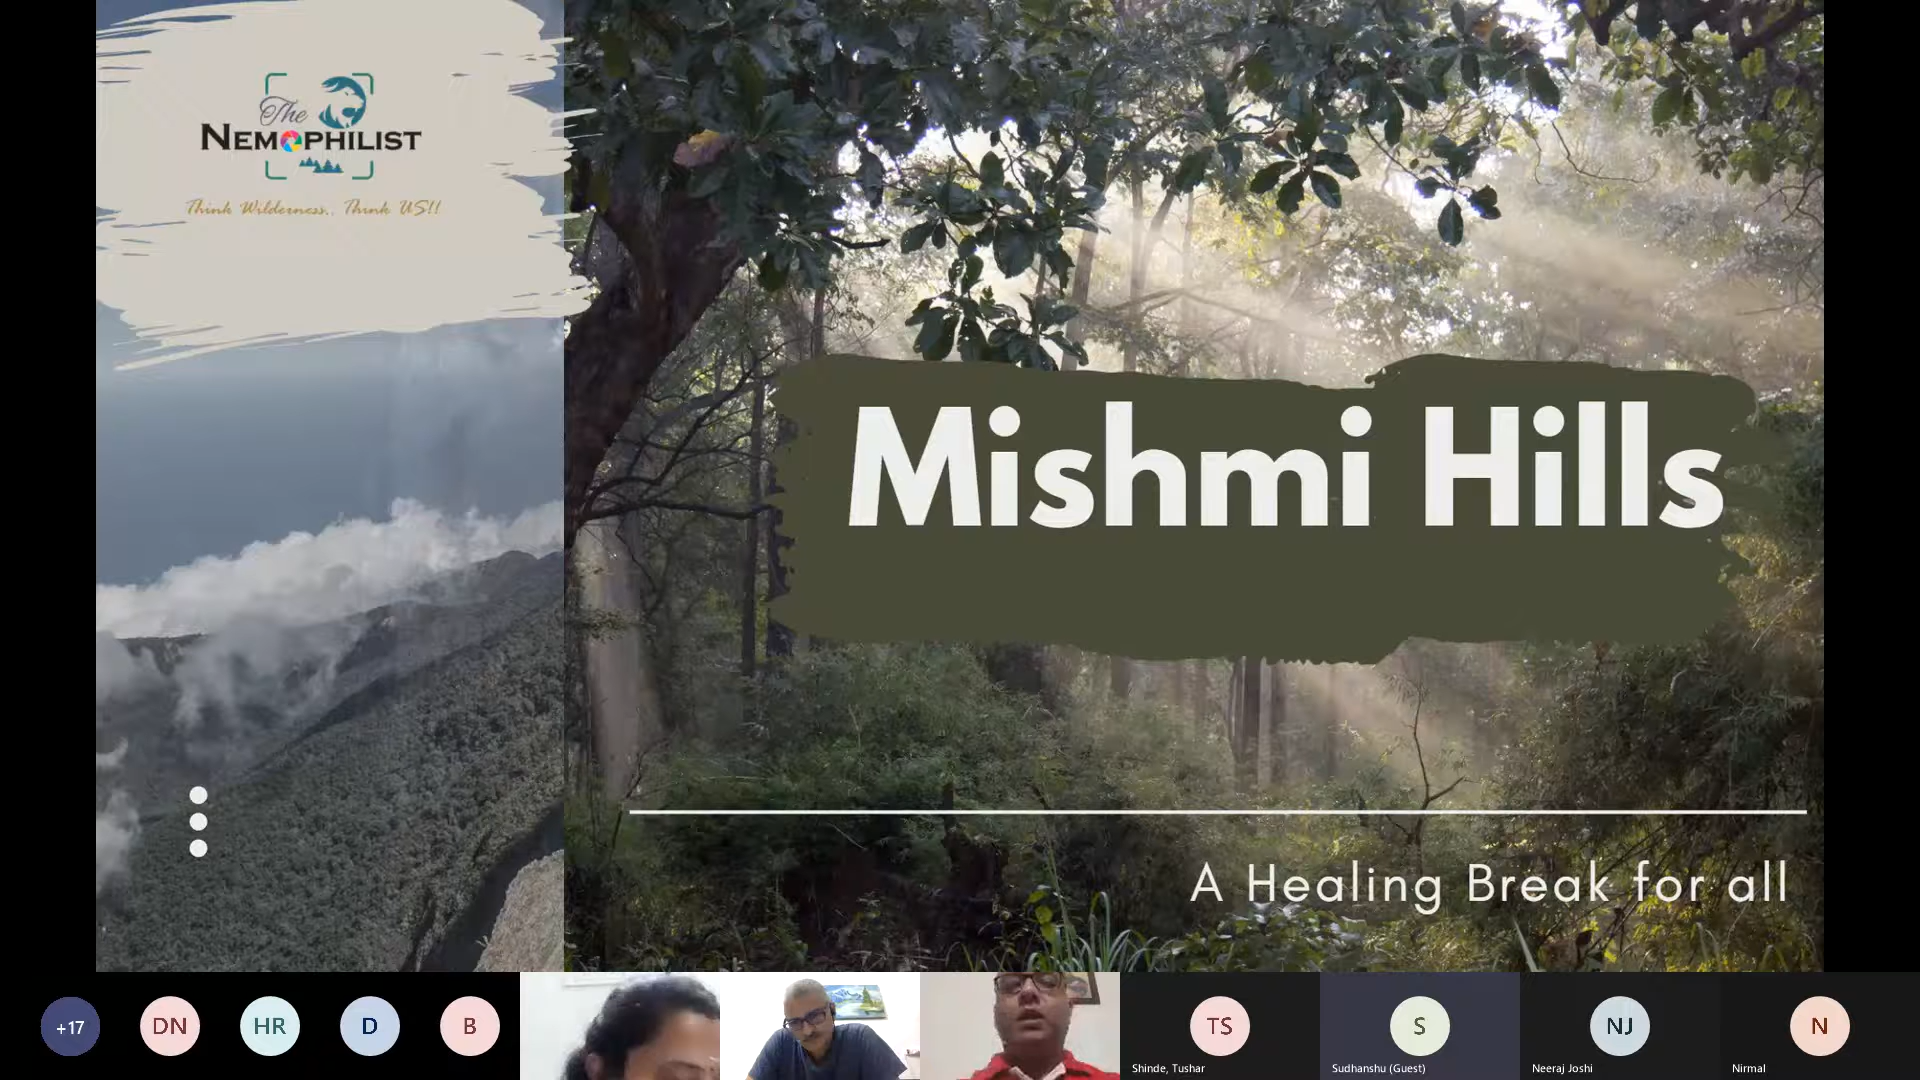 The
NEMOPHILIST
Think Wilderness,, Think US!!
Mishmi Hills
A Healing Break for all
+17
DN
HR
D
B
TS
S
NJ
N
Shinde, Tushar
Sudhanshu (Guest)
Neeraj Joshi
Nirmal